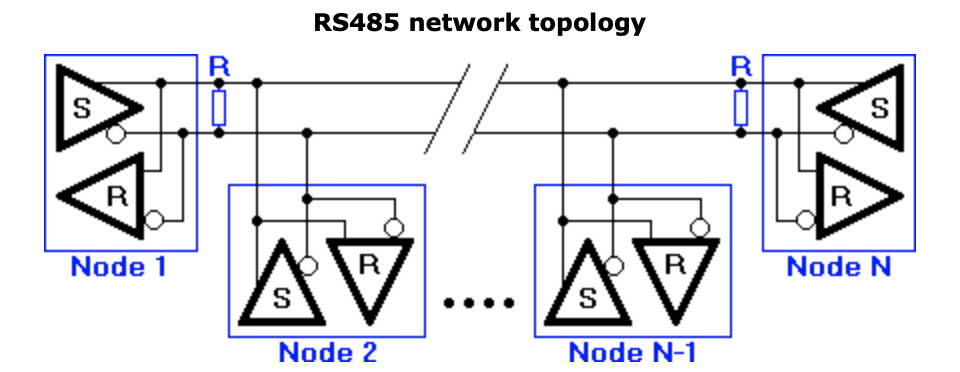 RS485 network topology
R R
S S
R R
Node 1 Node N
R R
S S
Node 2 Node N-1